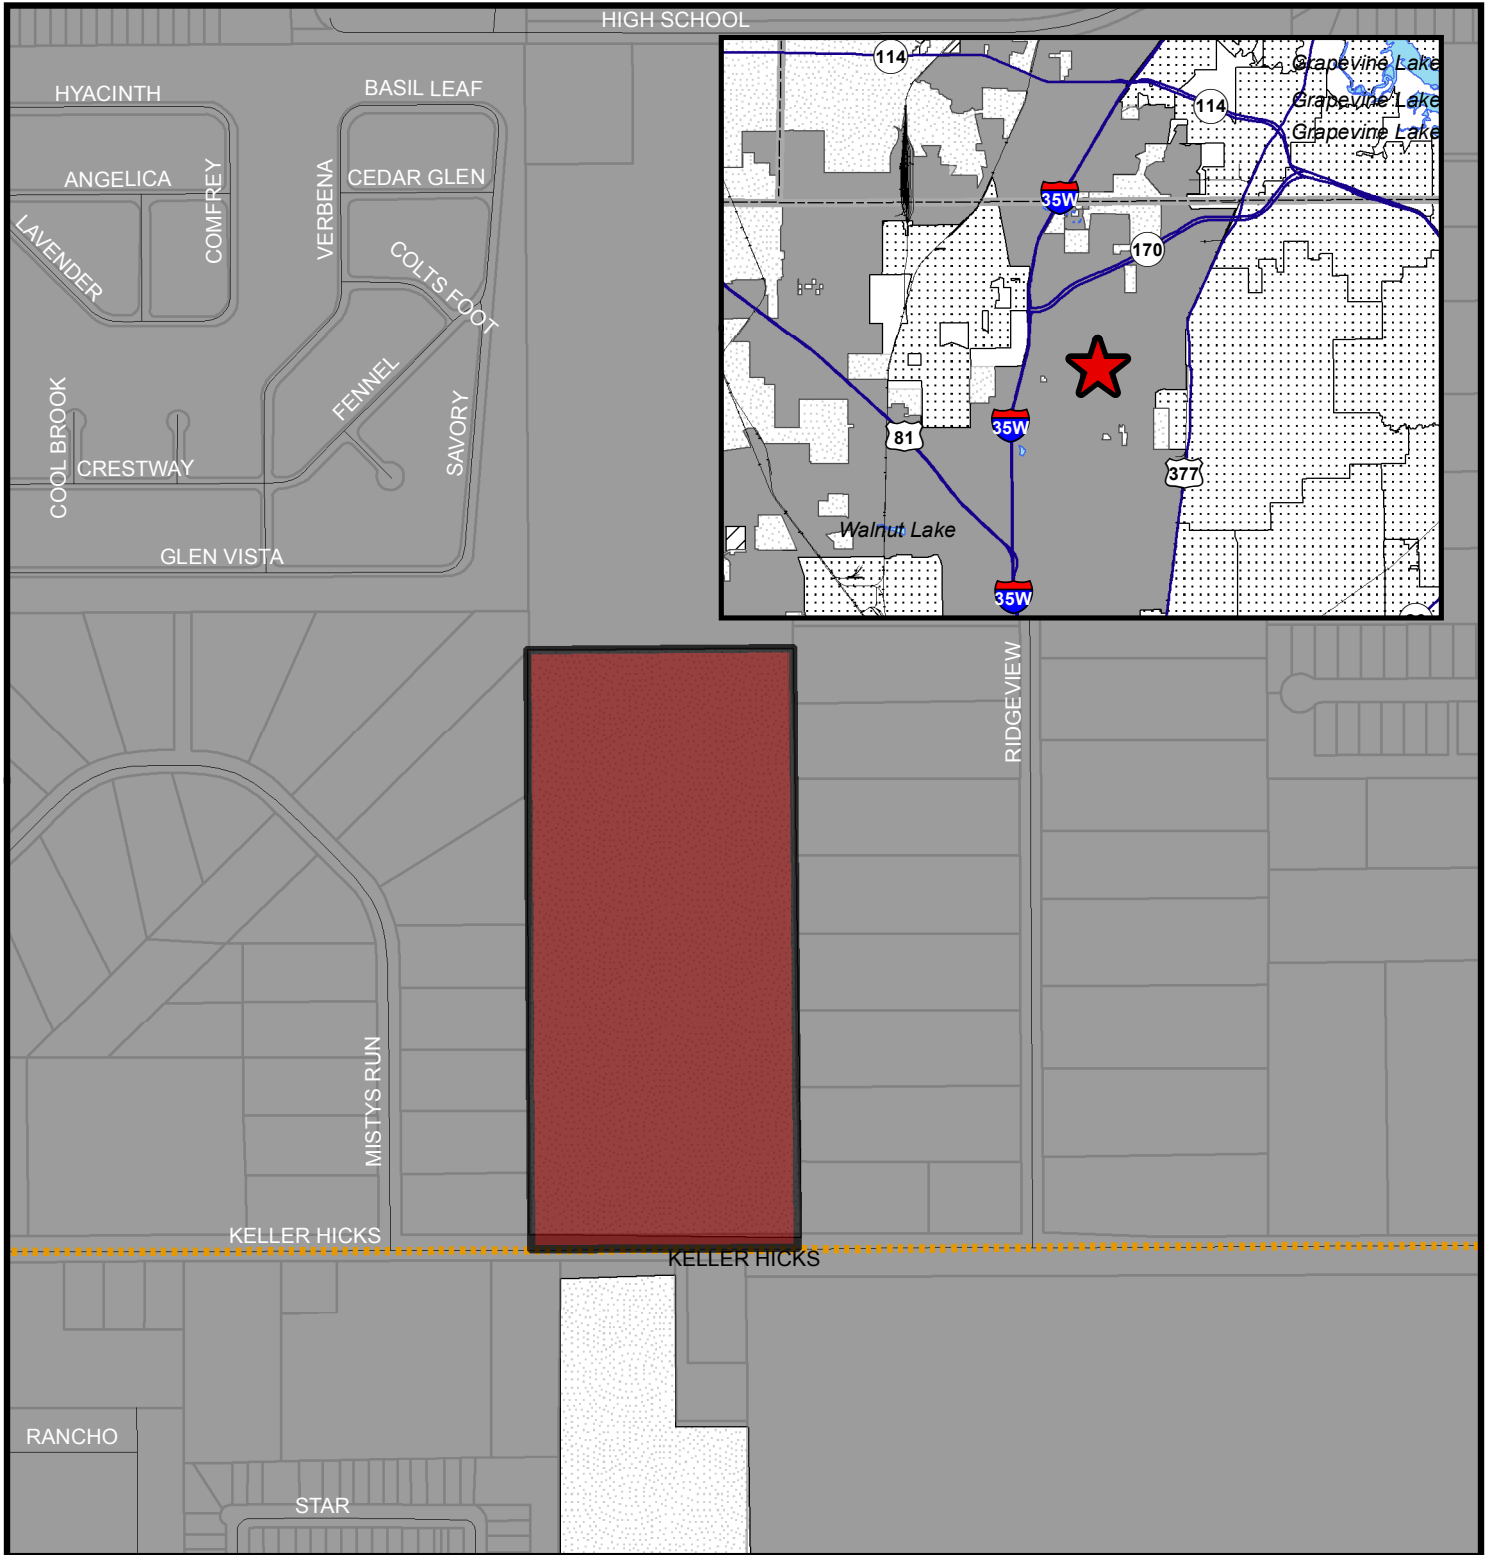 HIGH SCHOOL
HYACINTH
BASIL LEAF
ANGELICA
COMFREY
VERBENA
CEDAR GLEN
LAVENDER
COLTS FOOT
FENNEL
COOL BROOK
CRESTWAY
SAVORY
GLEN VISTA
114
Grapevine Lake
114
Grapevine Lake
Grapevine Lake
35W
170
35W
81
377
Walnut Lake
35W
RIDGEVIEW
MISTYS RUN
KELLER HICKS
KELLER HICKS
RANCHO
STAR